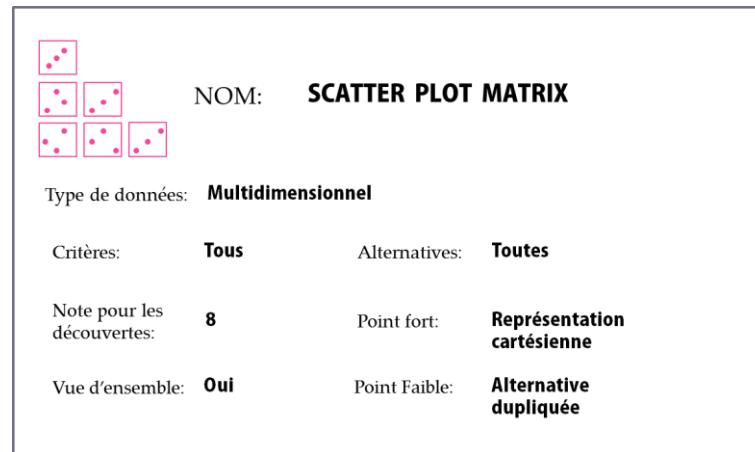 NOM: SCATTER PLOT MATRIX
Type de données: Multidimensionnel
Critères: Tous Alternatives: Toutes
Note pour les
découvertes: 8 Point fort: Représentation
cartésienne
Vue d'ensemble: Oui Point Faible: Alternative
dupliquée